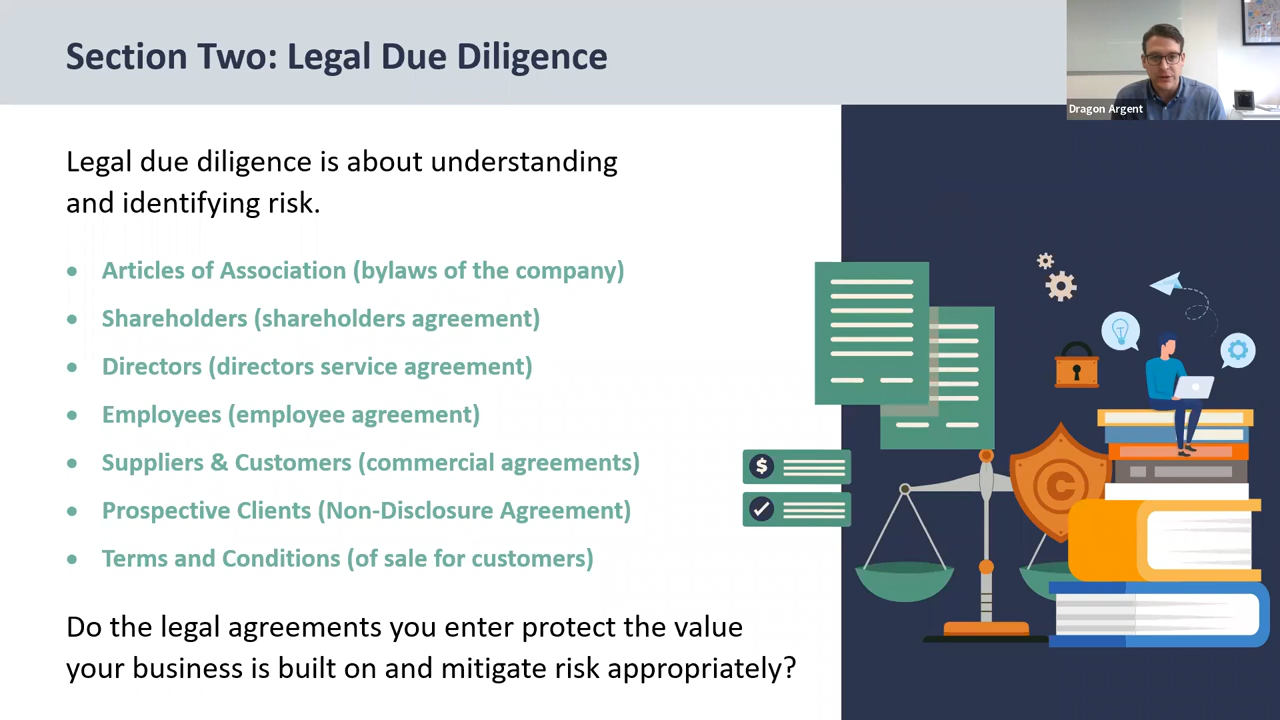 Section Two: Legal Due Diligence
Dragon Argent
Legal due diligence is about understanding
and identifying risk.
• Articles of Association (bylaws of the company)
• Shareholders (shareholders agreement)
• Directors (directors service agreement)
• Employees (employee agreement)
• Suppliers & Customers (commercial agreements)
• Prospective Clients (Non-Disclosure Agreement)
• Terms and Conditions (of sale for customers)
Do the legal agreements you enter protect the value
your business is built on and mitigate risk appropriately?
$
C